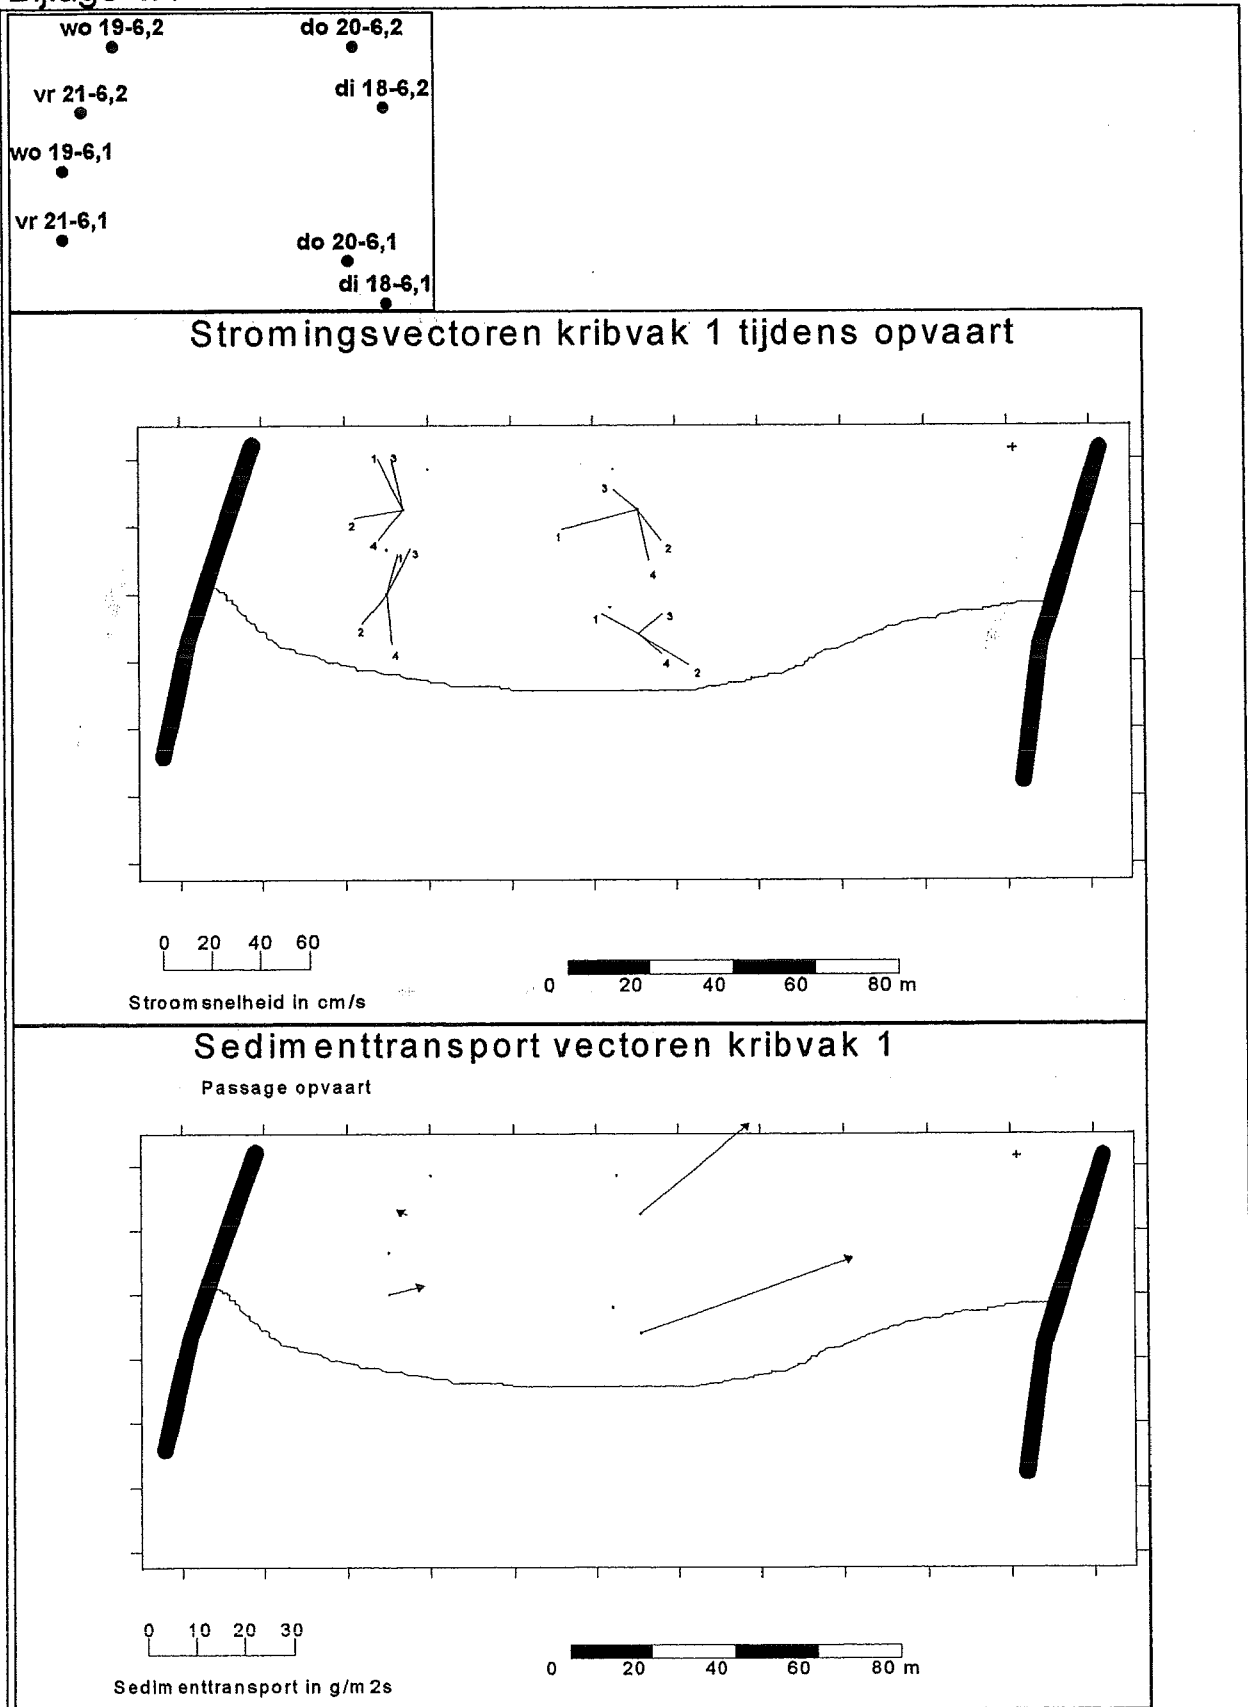 wo 19-6,2 do 20-6,2
vr 21-6,2 di 18-6,2
wo 19-6,1
vr 21-6,1
do 20-6,1
di 18-6,1
Stromingsvectoren kribvak 1 tijdens opvaart
1 3
2
4
1 3
2
4
3
1
2
4
1
3
4
2
0 20 40 60
Stroomsnelheid in cm/s
0 20 40 60 80 m
Sedimenttransport vectoren kribvak 1
Passage opvaart
0 10 20 30
Sedimenttransport in g/m2s
0 20 40 60 80 m